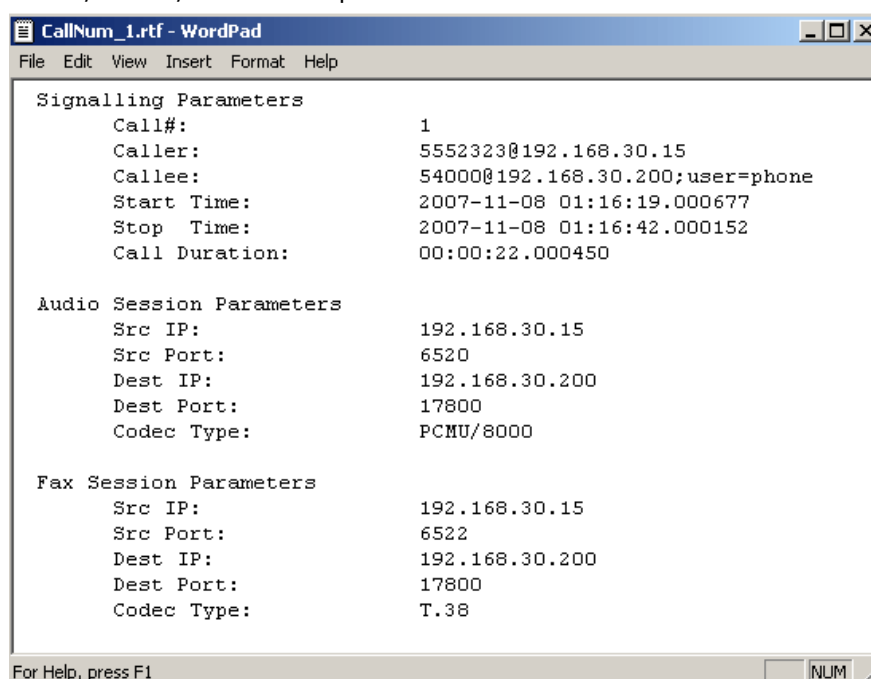 CallNum_1.rtf - WordPad
File Edit View Insert Format Help
Signalling Parameters
Call#: 1
Caller: 5552323@192.168.30.15
Callee: 54000@192.168.30.200;user=phone
Start Time: 2007-11-08 01:16:19.000677
Stop Time: 2007-11-08 01:16:42.000152
Call Duration: 00:00:22.000450
Audio Session Parameters
Src IP: 192.168.30.15
Src Port: 6520
Dest IP: 192.168.30.200
Dest Port: 17800
Codec Type: PCMU/8000
Fax Session Parameters
Src IP: 192.168.30.15
Src Port: 6522
Dest IP: 192.168.30.200
Dest Port: 17800
Codec Type: T.38
For Help, press F1 NUM